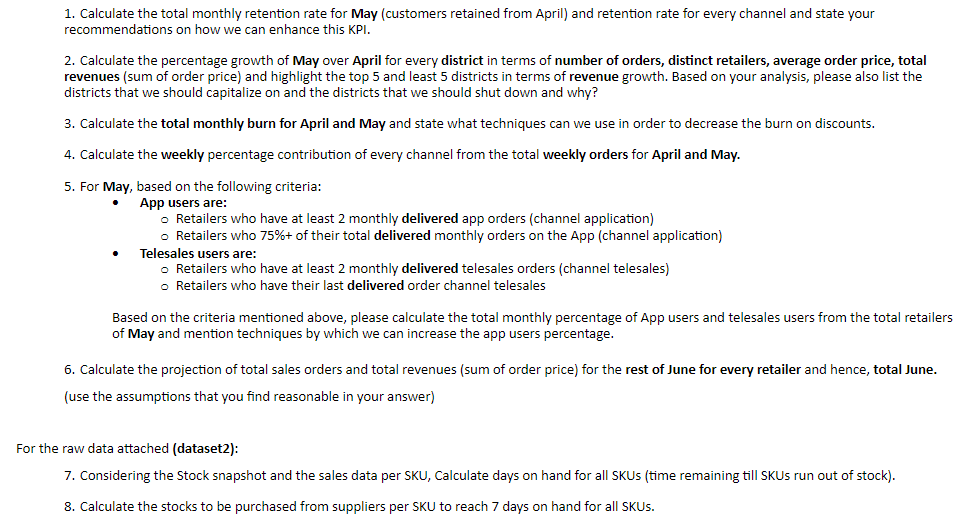 1. Calculate the total monthly retention rate for May (customers retained from April) and retention rate for every channel and state your
recommendations on how we can enhance this KPI.
2. Calculate the percentage growth of May over April for every district in terms of number of orders, distinct retailers, average order price, total
revenues (sum of order price) and highlight the top 5 and least 5 districts in terms of revenue growth. Based on your analysis, please also list the
districts that we should capitalize on and the districts that we should shut down and why?
3. Calculate the total monthly burn for April and May and state what techniques can we use in order to decrease the burn on discounts.
4. Calculate the weekly percentage contribution of every channel from the total weekly orders for April and May.
5. For May, based on the following criteria:
• App users are:
o Retailers who have at least 2 monthly delivered app orders (channel application)
o Retailers who 75%+ of their total delivered monthly orders on the App (channel application)
• Telesales users are:
o Retailers who have at least 2 monthly delivered telesales orders (channel telesales)
o Retailers who have their last delivered order channel telesales
Based on the criteria mentioned above, please calculate the total monthly percentage of App users and telesales users from the total retailers
of May and mention techniques by which we can increase the app users percentage.
6. Calculate the projection of total sales orders and total revenues (sum of order price) for the rest of June for every retailer and hence, total June.
(use the assumptions that you find reasonable in your answer)
For the raw data attached (dataset2):
7. Considering the Stock snapshot and the sales data per SKU, Calculate days on hand for all SKUs (time remaining till SKUs run out of stock).
8. Calculate the stocks to be purchased from suppliers per SKU to reach 7 days on hand for all SKUs.